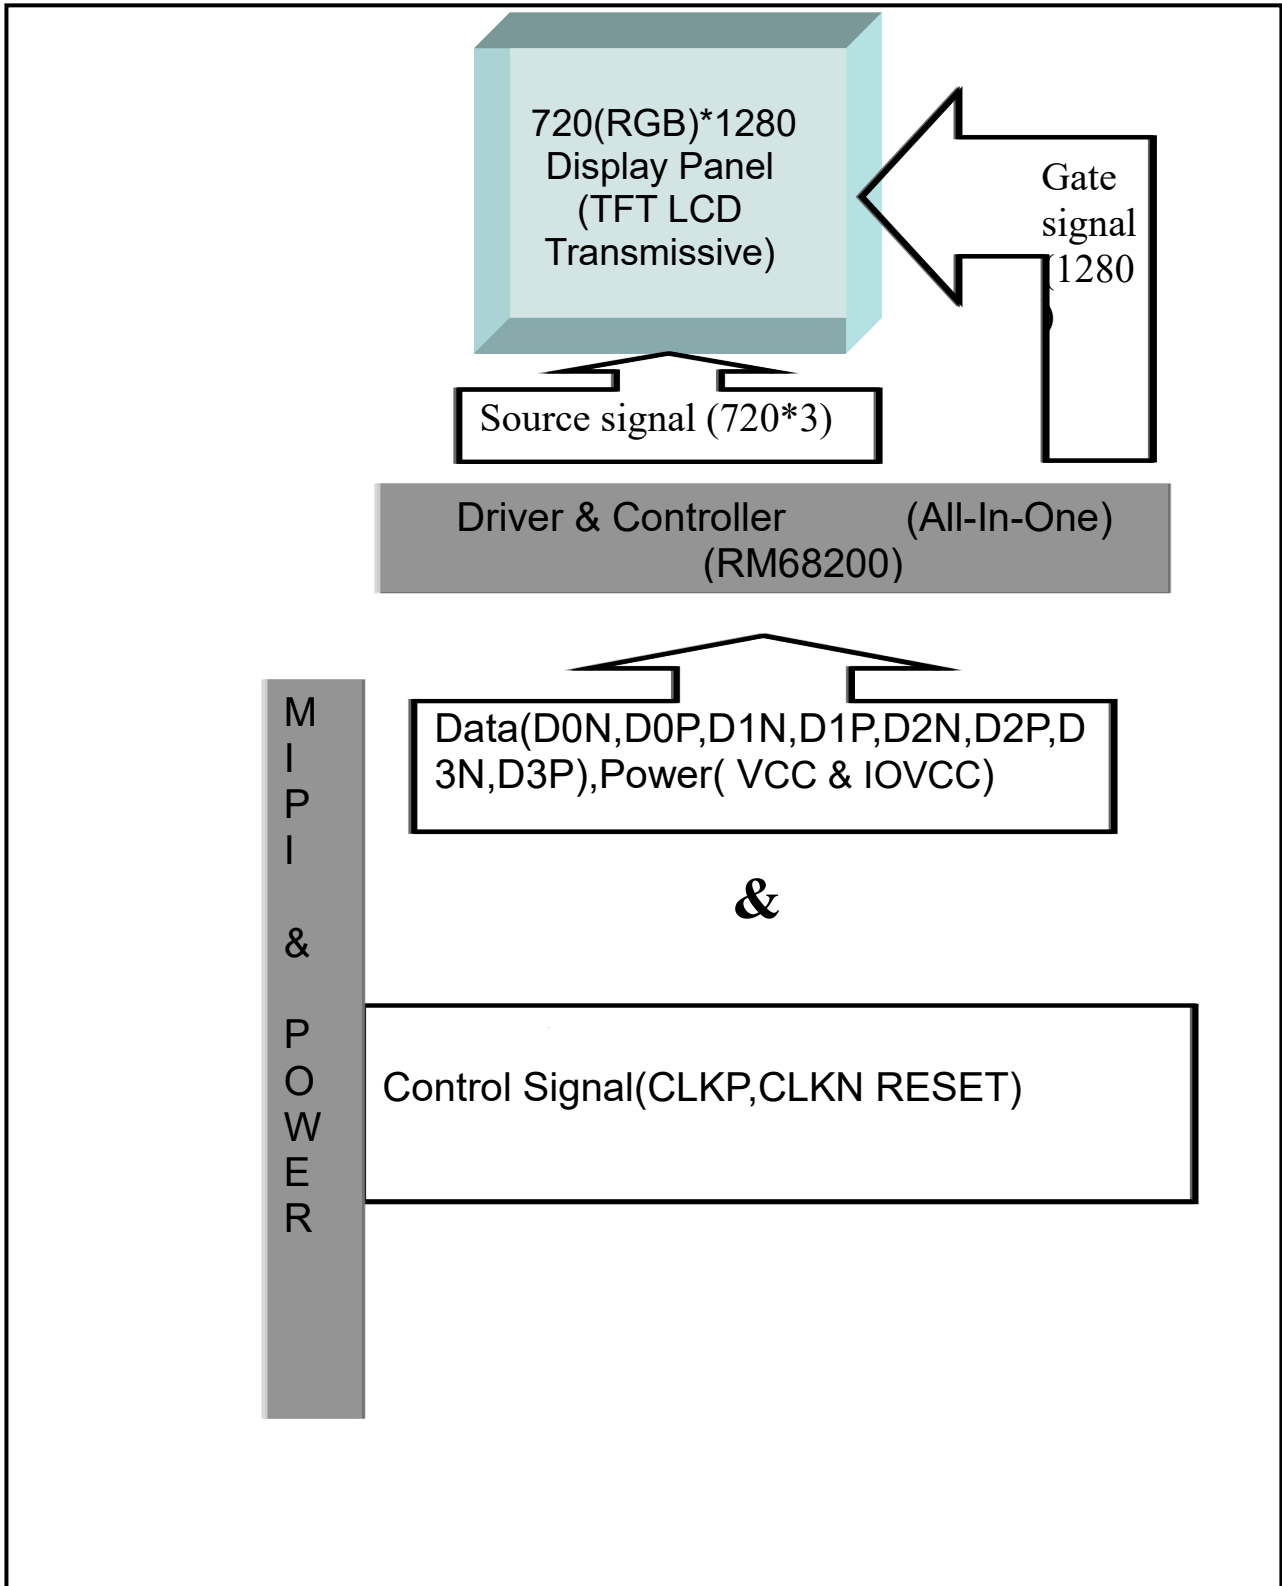 720(RGB)*1280
Display Panel
(TFT LCD
Transmissive)
Gate
signal
(1280
)
Source signal (720*3)
Driver & Controller (All-In-One)
(RM68200)
M
I
P
I
&
P
O
W
E
R
Data(D0N,D0P,D1N,D1P,D2N,D2P,D
3N,D3P),Power( VCC & IOVCC)
&
Control Signal(CLKP,CLKN RESET)